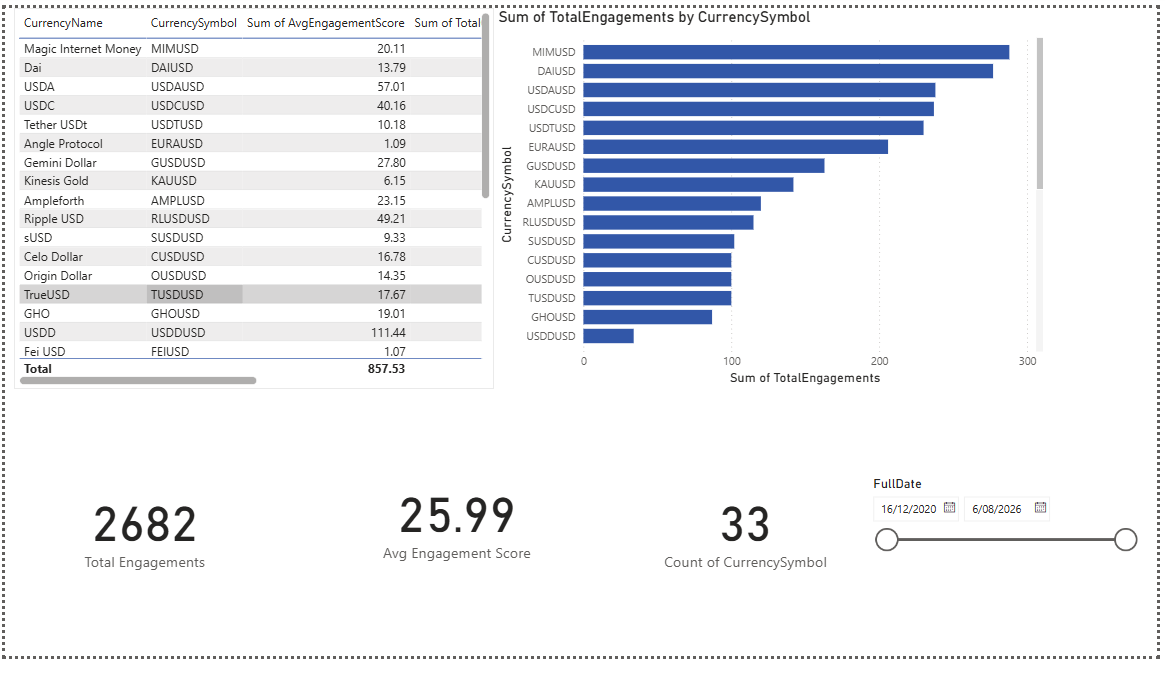 CurrencyName CurrencySymbol Sum of AvgEngagementScore Sum of Total
Magic Internet Money MIMUSD 20.11
Dai DAIUSD 13.79
USDA USDAUSD 57.01
USDC USDCUSD 40.16
Tether USDt USDTUSD 10.18
Angle Protocol EURAUSD 1.09
Gemini Dollar GUSDUSD 27.80
Kinesis Gold KAUUSD 6.15
Ampleforth AMPLUSD 23.15
Ripple USD RLUSDUSD 49.21
sUSD SUSDUSD 9.33
Celo Dollar CUSDUSD 16.78
Origin Dollar OUSDUSD 14.35
TrueUSD TUSDUSD 17.67
GHO GHOUSD 19.01
USDD USDDUSD 111.44
Fei USD FEIUSD 1.07
Total 857.53
Sum of TotalEngagements by CurrencySymbol
CurrencySymbol
MIMUSD
DAIUSD
USDAUSD
USDCUSD
USDTUSD
EURAUSD
GUSDUSD
KAUUSD
AMPLUSD
RLUSDUSD
SUSDUSD
CUSDUSD
OUSDUSD
TUSDUSD
GHOUSD
USDDUSD
0 100 200 300
Sum of TotalEngagements
2682
Total Engagements
25.99
Avg Engagement Score
33
Count of CurrencySymbol
FullDate
16/12/2020 6/08/2026